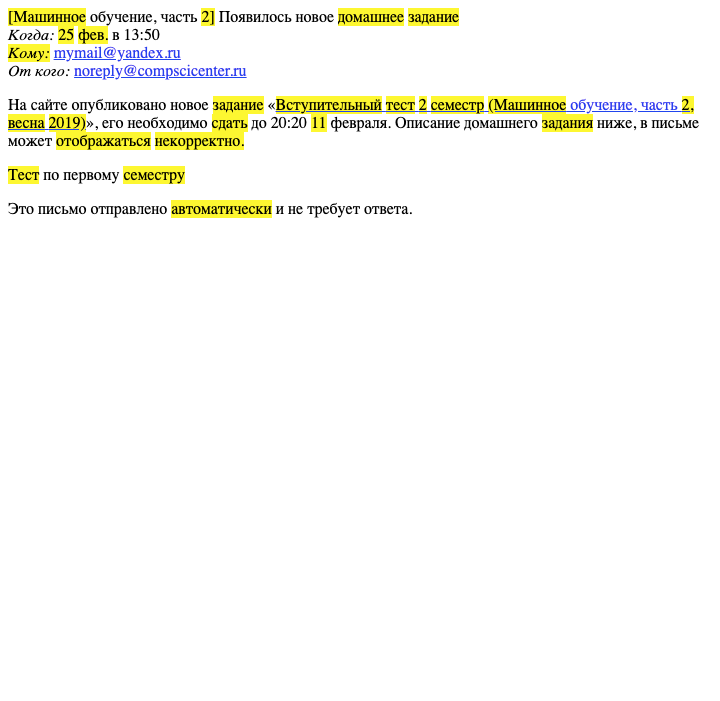 [Машинное обучение, часть 2] Появилось новое домашнее задание
Когда: 25 фев. в 13:50
Кому: mymail@yandex.ru
От кого: noreply@compscicenter.ru
На сайте опубликовано новое задание «Вступительный тест 2 семестр (Машинное обучение, часть 2,
весна 2019)», его необходимо сдать до 20:20 11 февраля. Описание домашнего задания ниже, в письме
может отображаться некорректно.
Тест по первому семестру
Это письмо отправлено автоматически и не требует ответа.